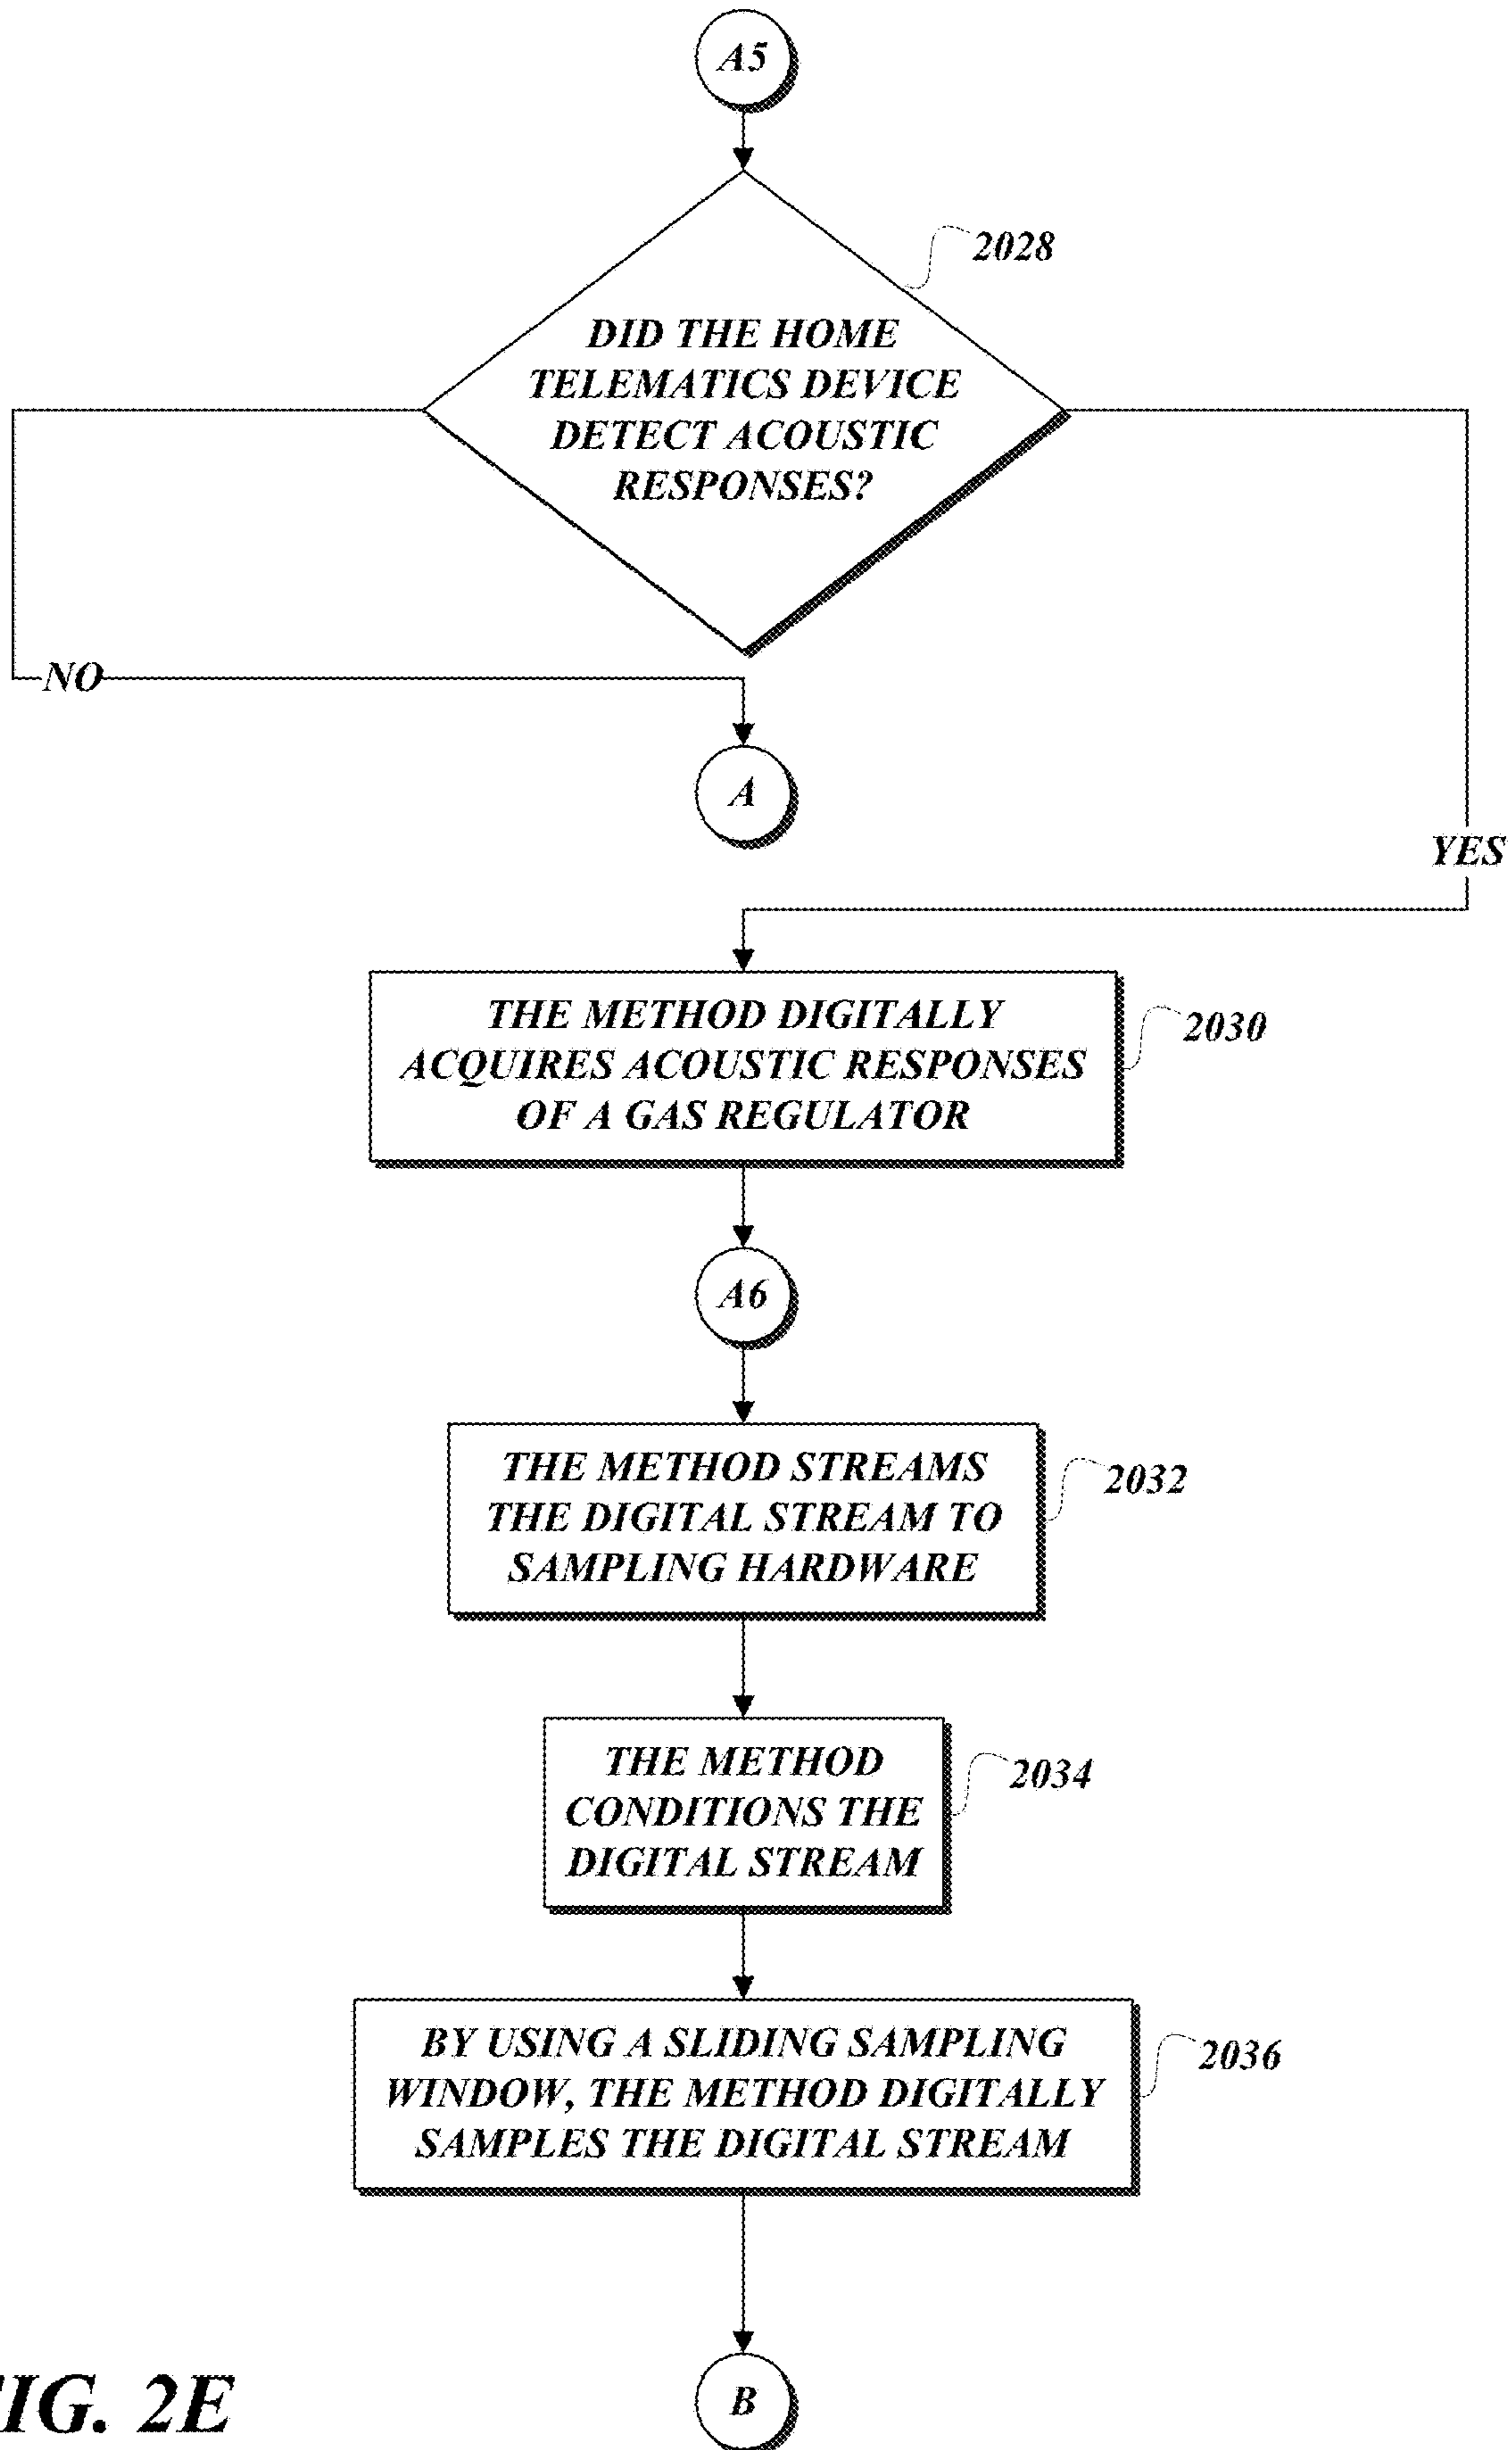 A5
2028
DID THE HOME
TELEMATICS DEVICE
DETECT ACOUSTIC
RESPONSES?
NO
A
YES
THE METHOD DIGITALLY
ACQUIRES ACOUSTIC RESPONSES
OF A GAS REGULATOR
2030
A6
THE METHOD STREAMS
THE DIGITAL STREAM TO
SAMPLING HARDWARE
2032
THE METHOD
CONDITIONS THE
DIGITAL STREAM
2034
BY USING A SLIDING SAMPLING
WINDOW, THE METHOD DIGITALLY
SAMPLES THE DIGITAL STREAM
2036
B
FIG. 2E